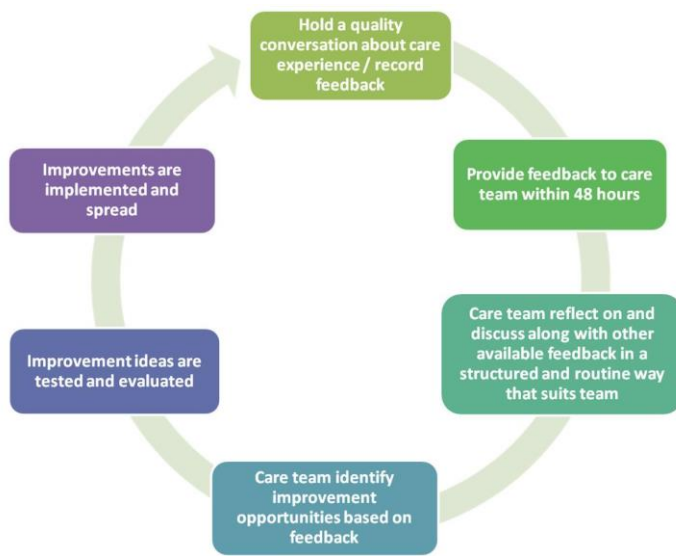 Hold a quality
conversation about care
experience / record
feedback
Provide feedback to care
team within 48 hours
Care team reflect on and
discuss along with other
available feedback in a
structured and routine way
that suits team
Care team identify
improvement
opportunities based on
feedback
Improvement ideas are
tested and evaluated
Improvements are
implemented and
spread